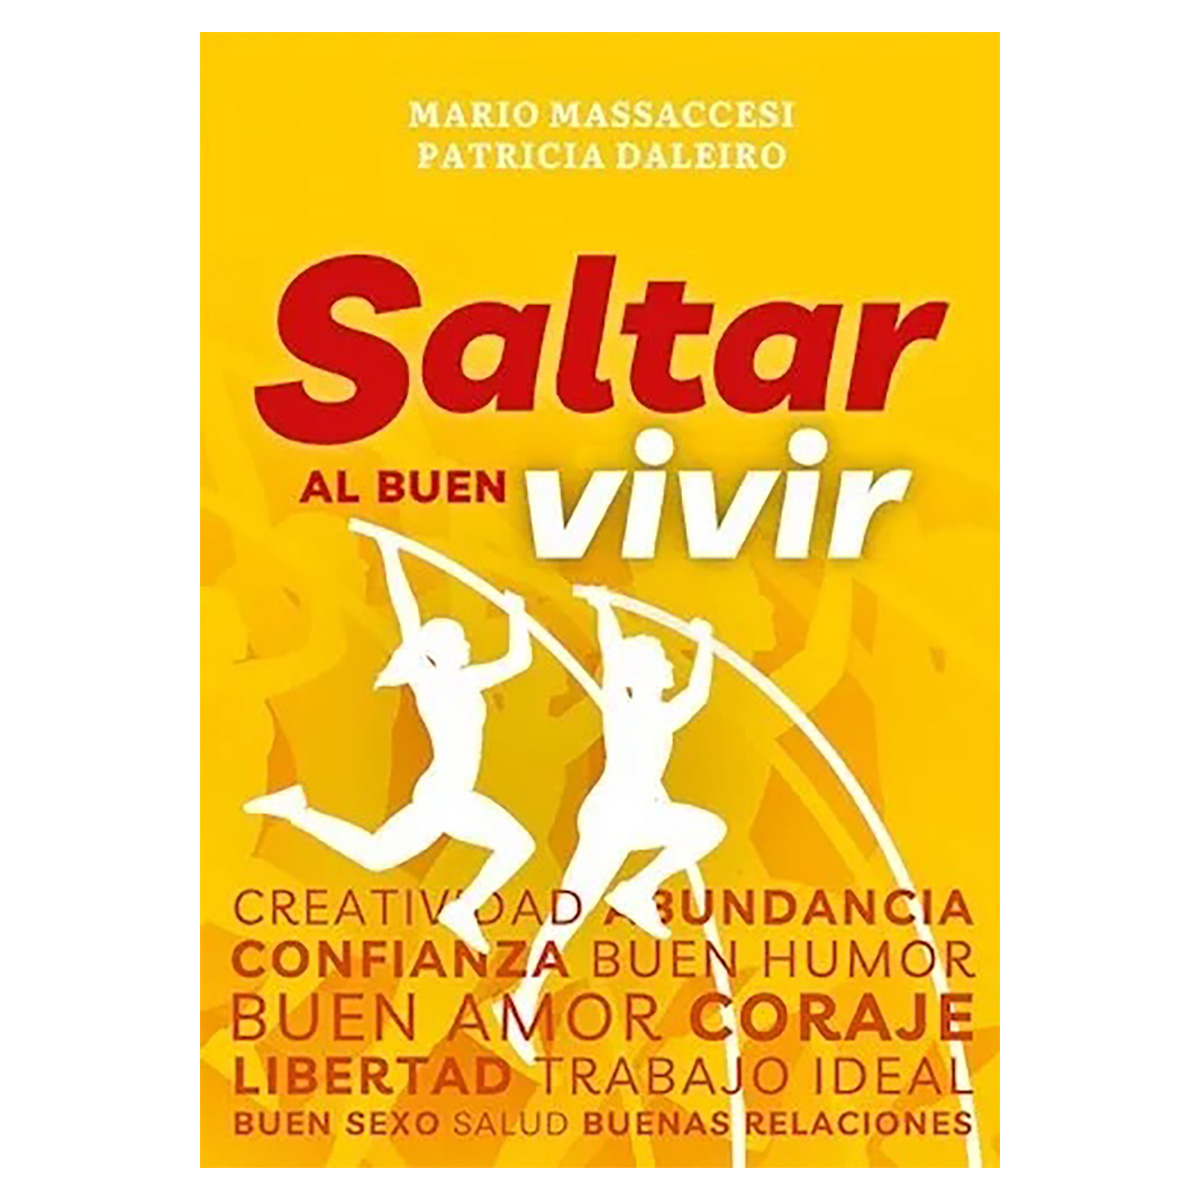 MARIO MASSACCESI
PATRICIA DALEIRO
Saltar
AL BUEN vivir
CREATIVIDAD ABUNDANCIA
CONFIANZA BUEN HUMOR
BUEN AMOR CORAJE
LIBERTAD TRABAJO IDEAL
BUEN SEXO SALUD BUENAS RELACIONES